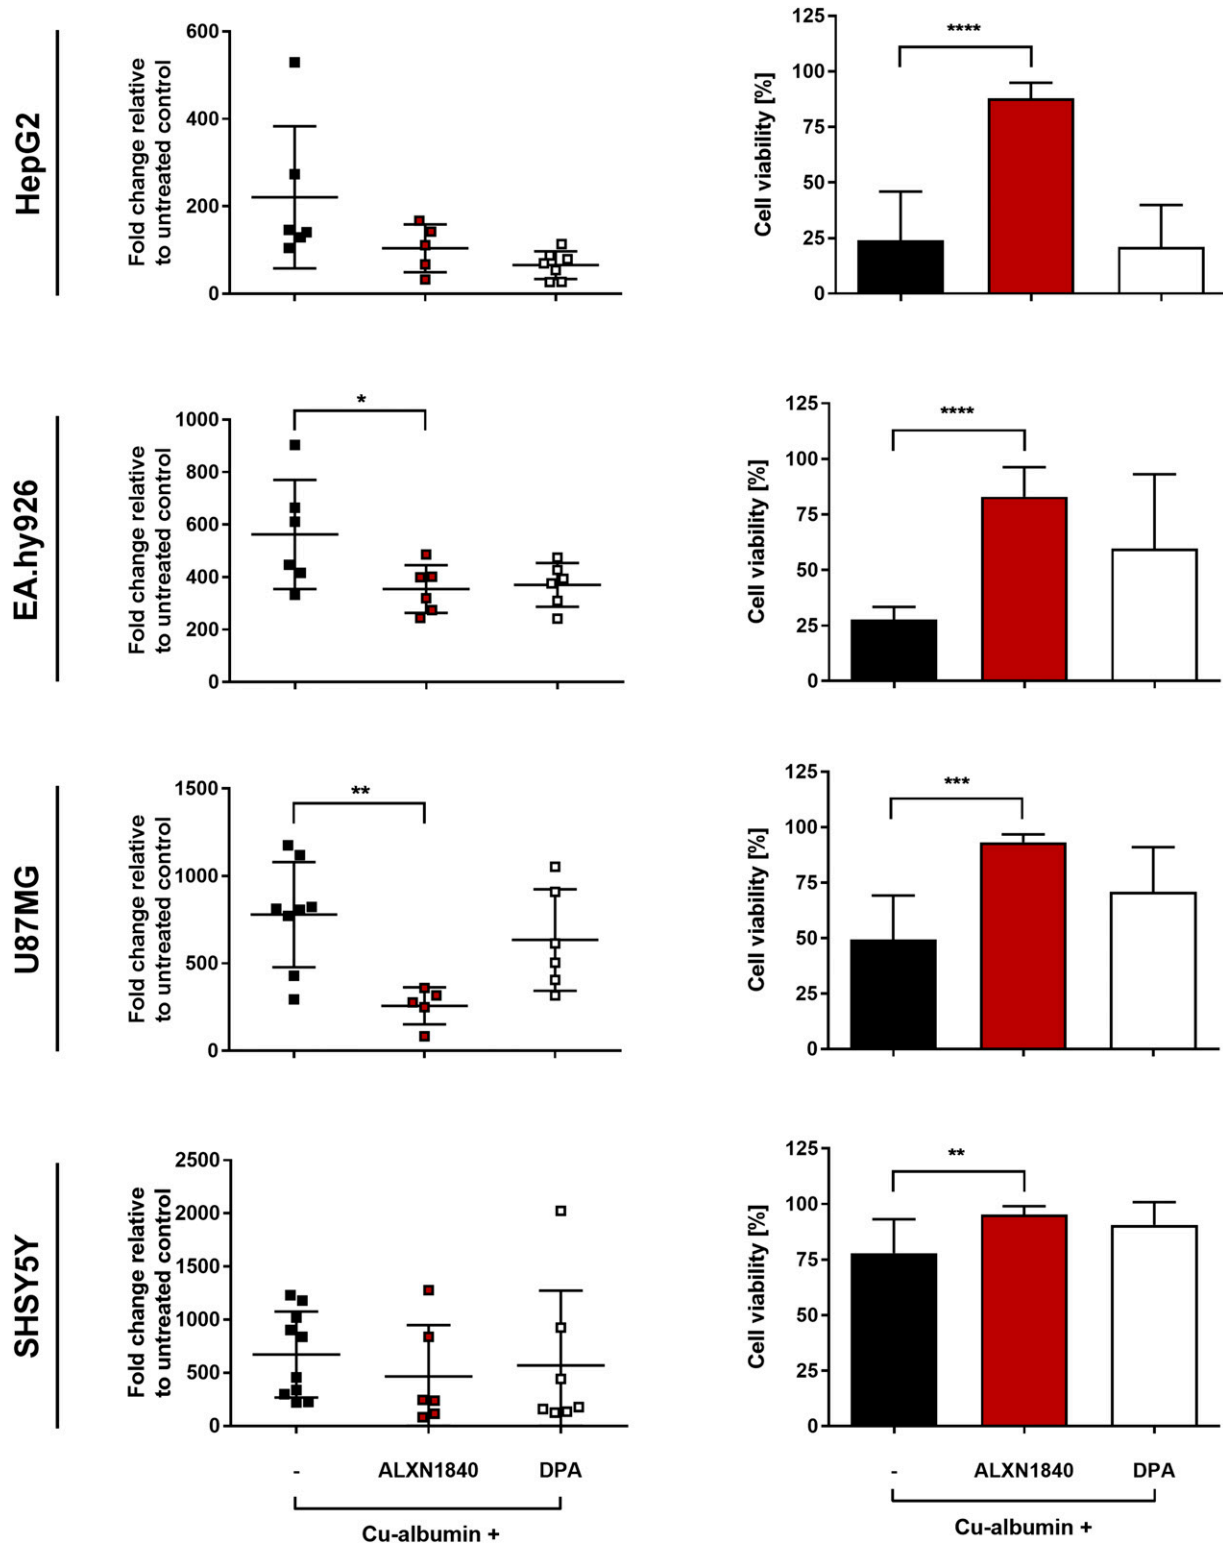 HepG2
Fold change relative
to untreated control
600
400
200
0
Cell viability [%]
125
100
75
50
25
0
****
EA.hy926
Fold change relative
to untreated control
1000
800
600
400
200
0
*
Cell viability [%]
125
100
75
50
25
0
****
U87MG
Fold change relative
to untreated control
1500
1000
500
0
**
Cell viability [%]
125
100
75
50
25
0
***
SHSY5Y
Fold change relative
to untreated control
2500
2000
1500
1000
500
0
Cell viability [%]
125
100
75
50
25
0
**
- ALXN1840 DPA
Cu-albumin +
- ALXN1840 DPA
Cu-albumin +